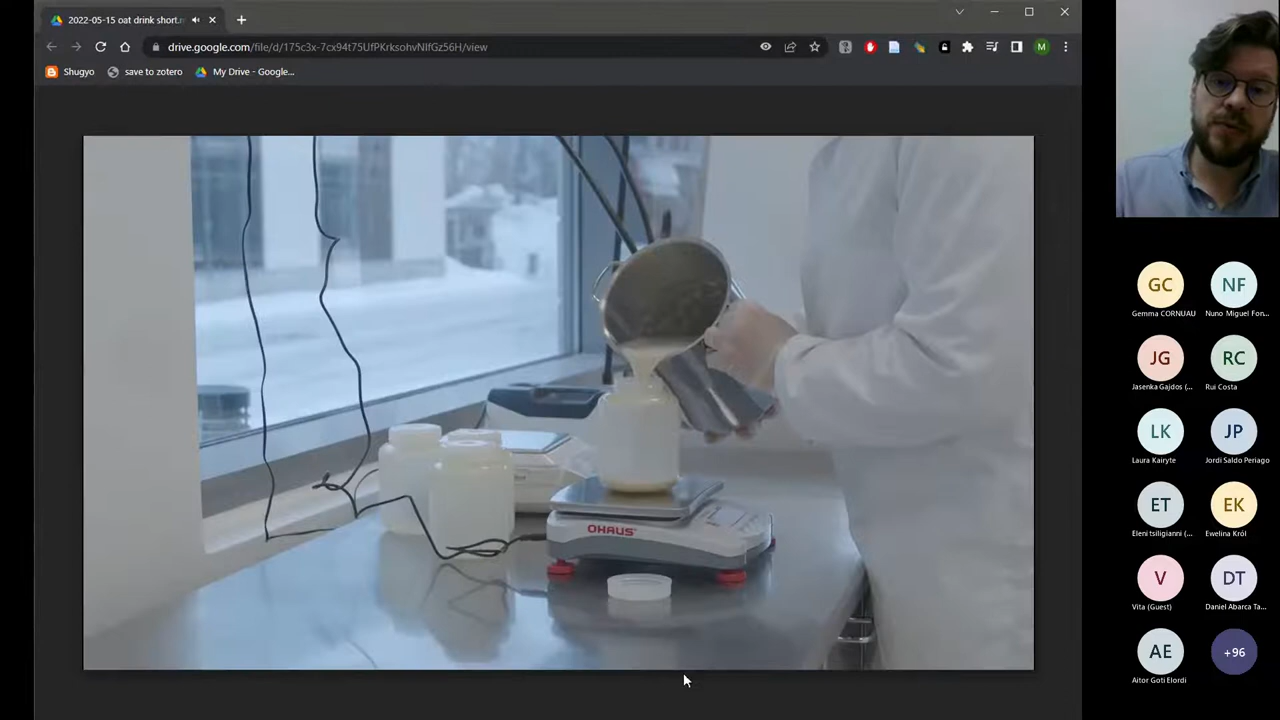 2022-05-15 oat drink short.m
drive.google.com/file/d/175c3x-7cx94t75UfPKrksohvNlfGz56H/view
M
Shugyo
save to zotero
My Drive - Google...
OHAUS
GC
NF
Gemma CORNUAU
Nuno Miguel Fon...
JG
RC
Jasenka Gajdos (...
Rui Costa
LK
JP
Laura Kairyte
Jordi Saldo Periago
ET
EK
Eleni tsiligianni (...
Ewelina Król
V
DT
Vita (Guest)
Daniel Abarca Ta...
AE
+96
Aitor Goti Elordi